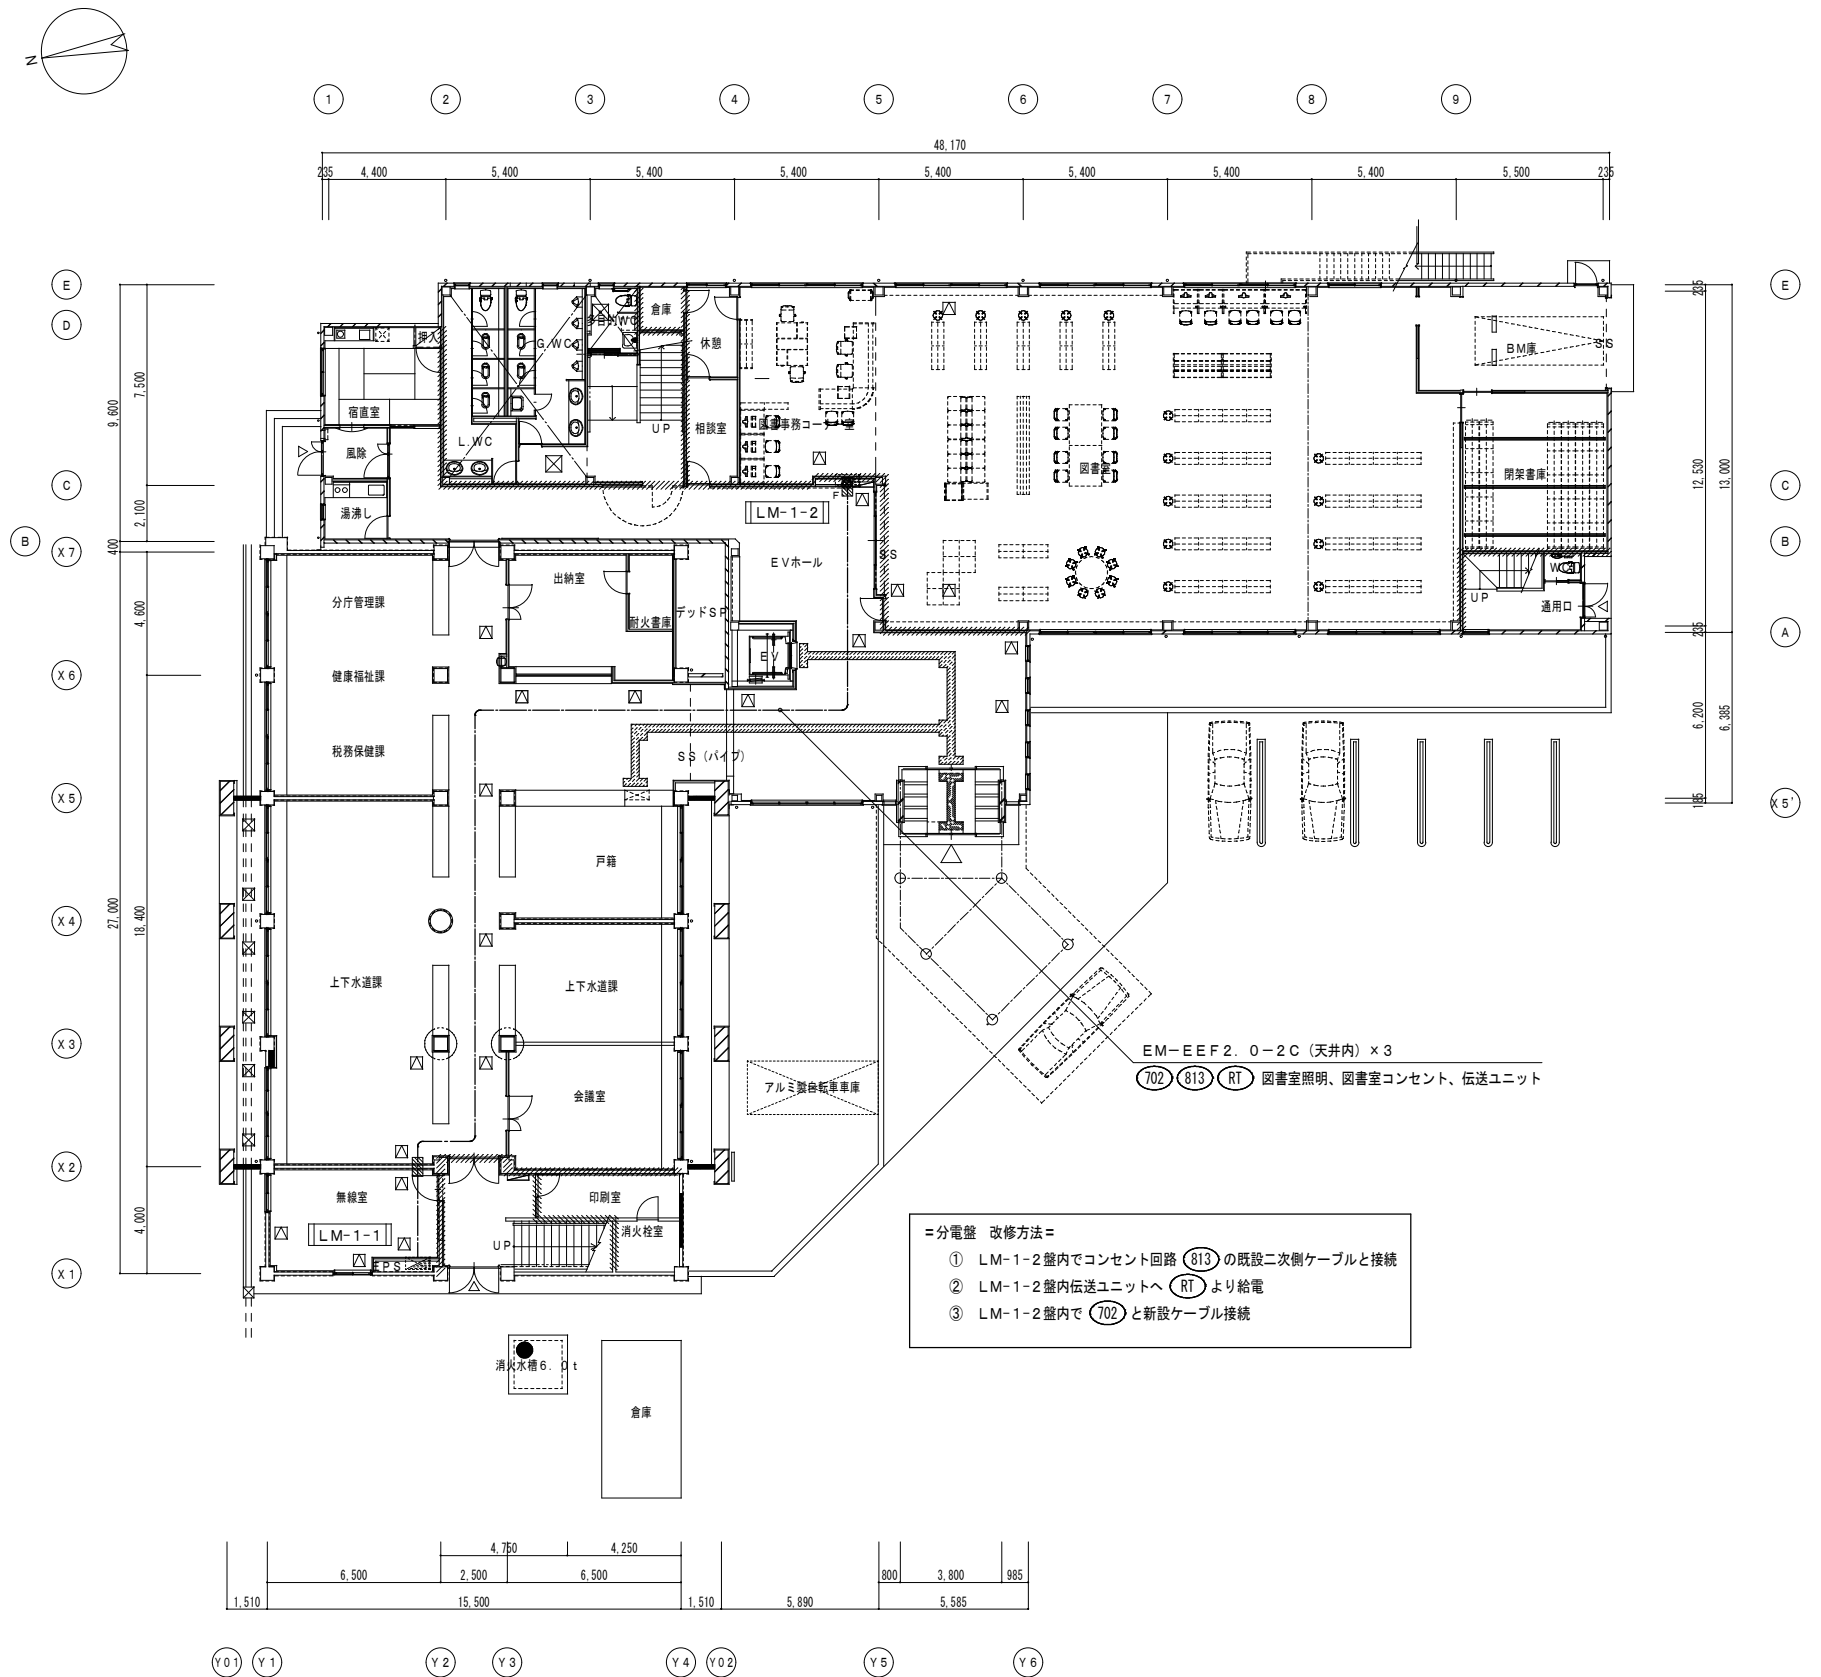 N
1 2 3 4 5 6 7 8 9
48,170
235 4,400 5,400 5,400 5,400 5,400 5,400 5,400 5,400 5,500 235
E
D
C
B
X7
X6
X5
X4
X3
X2
X1
9,600
7,500
2,100
400
4,600
27,000
18,400
4,000
E
C
B
A
X5'
235
12,530
13,000
235
6,200
6,385
185
倉庫
押入
G.WC
多目的WC
休憩
宿直室
UP
相談室
図書事務コーナー室
L.WC
風除
湯沸し
図書室
BM庫
SS
閉架書庫
F
LM-1-2
EVホール
SS
UP
通用口
分庁管理課
出納室
耐火書庫
デッドSP
EV
健康福祉課
税務保健課
SS(パイプ)
戸籍
上下水道課
上下水道課
会議室
アルミ製自転車車庫
EM-EEF2.0-2C(天井内)×3
702 813 RT 図書室照明、図書室コンセント、伝送ユニット
無線室
LM-1-1
EPS
UP
印刷室
消火栓室
=分電盤 改修方法=
① LM-1-2盤内でコンセント回路 813 の既設二次側ケーブルと接続
② LM-1-2盤内伝送ユニットへ RT より給電
③ LM-1-2盤内で 702 と新設ケーブル接続
消火水槽6.0t
倉庫
4,750 4,250
6,500 2,500 6,500 800 3,800 985
1,510 15,500 1,510 5,890 5,585
Y01 Y1 Y2 Y3 Y4 Y02 Y5 Y6